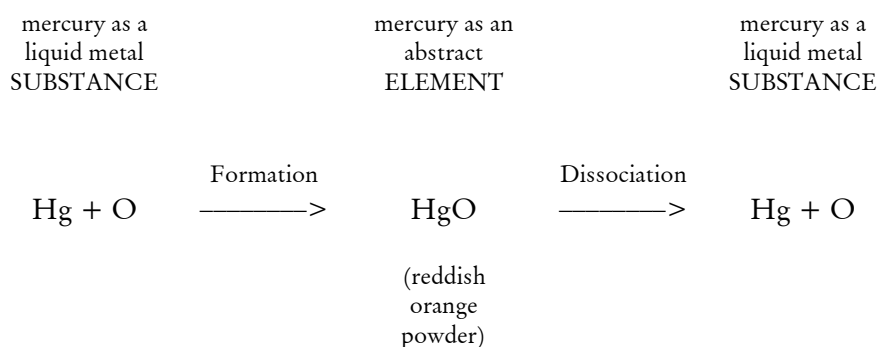 mercury as a
liquid metal
SUBSTANCE
mercury as an
abstract
ELEMENT
mercury as a
liquid metal
SUBSTANCE
Formation
Dissociation
Hg + O ————> HgO ————> Hg + O
(reddish
orange
powder)